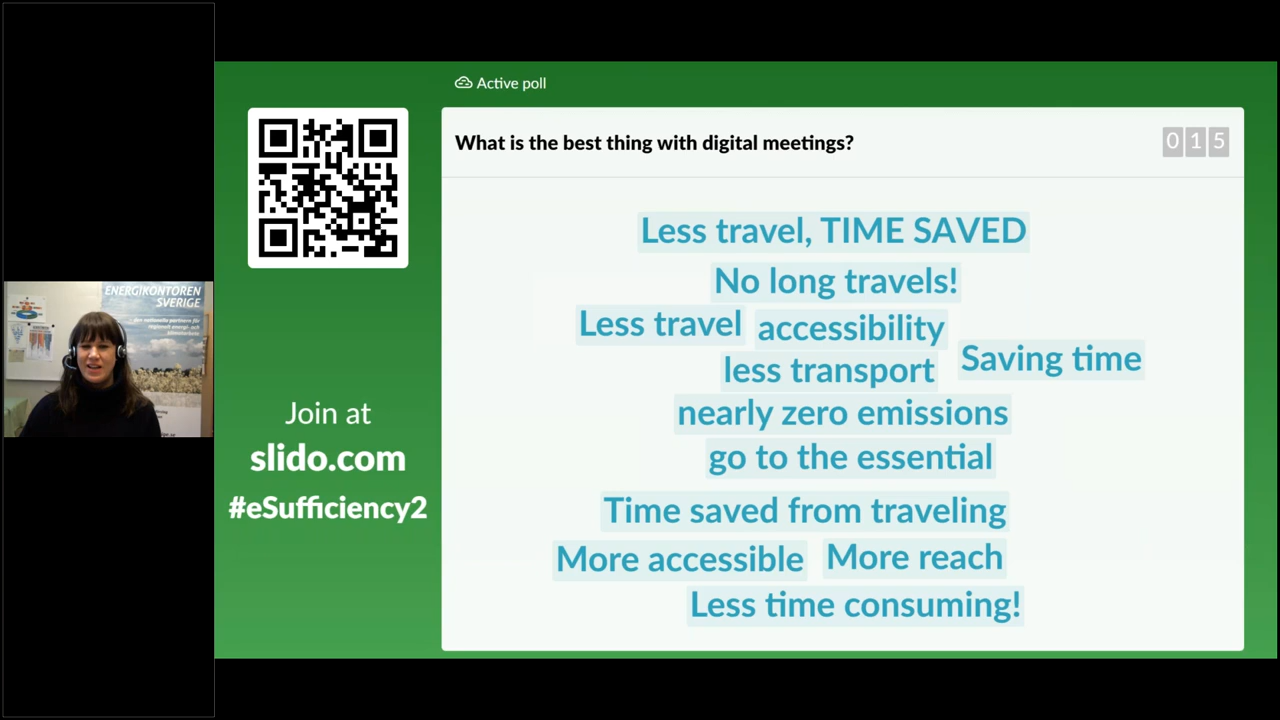 Active poll
What is the best thing with digital meetings?
015
Less travel, TIME SAVED
No long travels!
Less travel
accessibility
Saving time
less transport
nearly zero emissions
go to the essential
Time saved from traveling
More accessible
More reach
Less time consuming!
Join at
slido.com
#eSufficiency2
ENERGIKONTOREN
SVERIGE